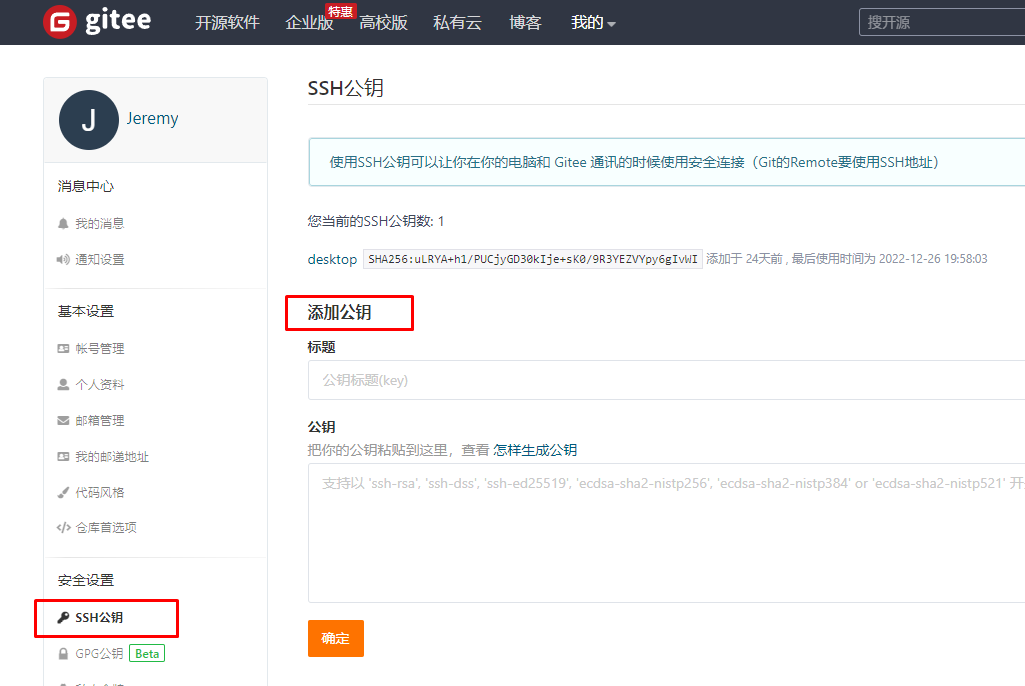 gitee 开源软件 企业版 特惠 高校版 私有云 博客 我的 搜开源
J Jeremy
消息中心
我的消息
通知设置
基本设置
帐号管理
个人资料
邮箱管理
我的邮递地址
代码风格
仓库首选项
安全设置
SSH公钥
GPG公钥 Beta
SSH公钥
使用SSH公钥可以让你在你的电脑和 Gitee 通讯的时候使用安全连接（Git的Remote要使用SSH地址）
您当前的SSH公钥数: 1
desktop SHA256:uLRYA+h1/PUCjyGD30kIje+sK0/9R3YEZVYpy6gIvWI 添加于 24天前 , 最后使用时间为 2022-12-26 19:58:03
添加公钥
标题
公钥标题(key)
公钥
把你的公钥粘贴到这里，查看 怎样生成公钥
支持以 'ssh-rsa', 'ssh-dss', 'ssh-ed25519', 'ecdsa-sha2-nistp256', 'ecdsa-sha2-nistp384' or 'ecdsa-sha2-nistp521' 开
确定